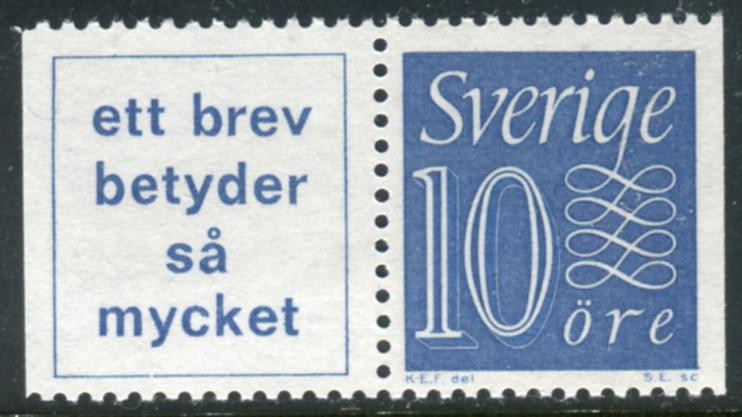 ett brev
betyder
så
mycket
Sverige
10
öre
K-E.F. del
S.E. sc